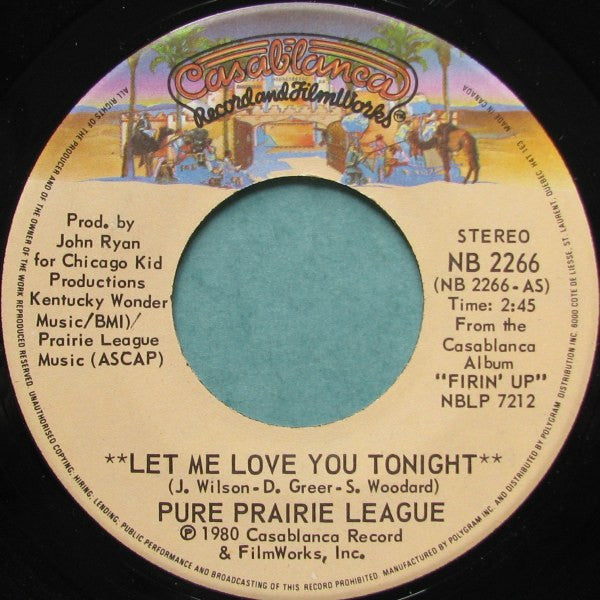 Casablanca
Record and FilmWorks™
Prod. by
John Ryan
for Chicago Kid
Productions
Kentucky Wonder
Music/BMI)/
Prairie League
Music (ASCAP)
STEREO
NB 2266
(NB 2266-AS)
Time: 2:45
From the
Casablanca
Album
"FIRIN' UP"
NBLP 7212
**LET ME LOVE YOU TONIGHT**
(J. Wilson-D. Greer-S. Woodard)
PURE PRAIRIE LEAGUE
℗ 1980 Casablanca Record
& FilmWorks, Inc.
ALL RIGHTS OF THE PRODUCER AND OF THE OWNER OF THE WORK REPRODUCED RESERVED. UNAUTHORISED COPYING, HIRING, LENDING, PUBLIC PERFORMANCE AND BROADCASTING OF THIS RECORD PROHIBITED. MANUFACTURED BY POLYGRAM INC. AND DISTRIBUTED BY POLYGRAM DISTRIBUTION INC. 6000 COTE DE LIESSE, ST LAURENT, QUEBEC H4T 1E3
MADE IN CANADA